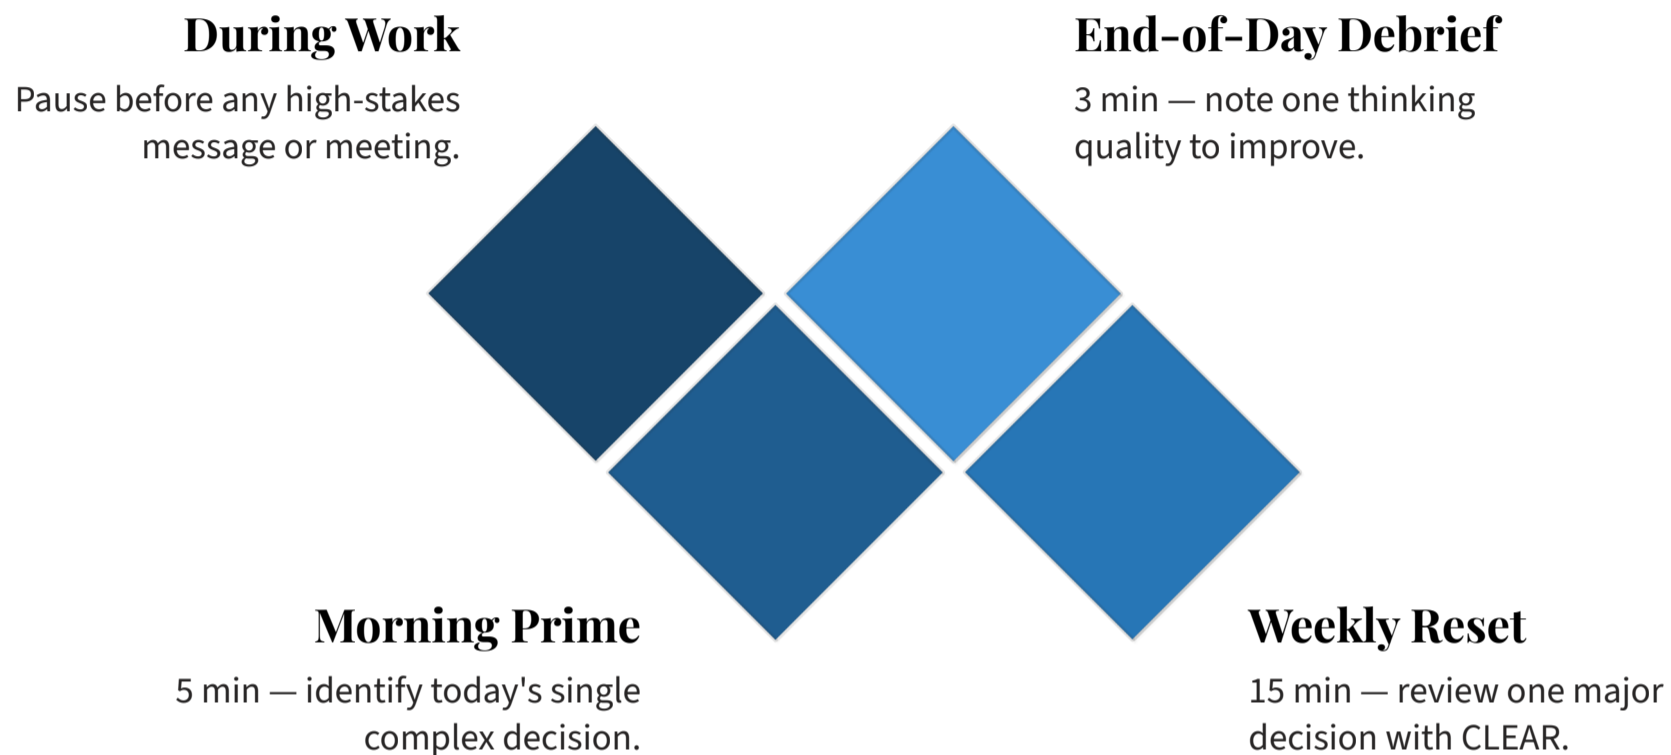 During Work
Pause before any high-stakes
message or meeting.
End-of-Day Debrief
3 min — note one thinking
quality to improve.
Morning Prime
5 min — identify today's single
complex decision.
Weekly Reset
15 min — review one major
decision with CLEAR.